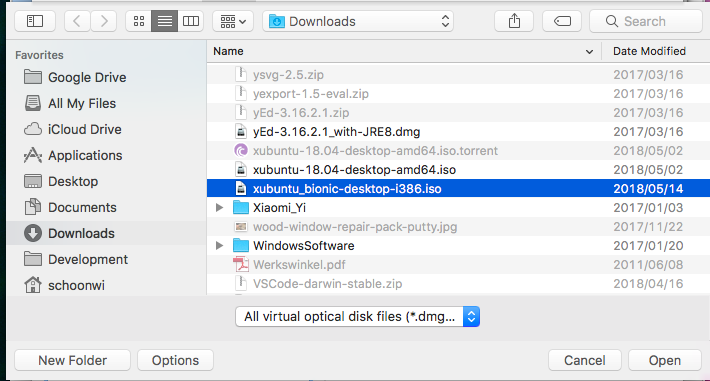 Downloads
Search
Favorites
Google Drive
All My Files
iCloud Drive
Applications
Desktop
Documents
Downloads
Development
schoonwi
Name Date Modified
ysvg-2.5.zip 2017/03/16
yexport-1.5-eval.zip 2017/03/16
yEd-3.16.2.1.zip 2017/03/16
yEd-3.16.2.1_with-JRE8.dmg 2017/03/16
xubuntu-18.04-desktop-amd64.iso.torrent 2018/05/02
xubuntu-18.04-desktop-amd64.iso 2018/05/02
xubuntu_bionic-desktop-i386.iso 2018/05/14
Xiaomi_Yi 2017/01/03
wood-window-repair-pack-putty.jpg 2017/11/22
WindowsSoftware 2017/01/20
Werkswinkel.pdf 2011/06/08
VSCode-darwin-stable.zip 2018/04/16
All virtual optical disk files (*.dmg...
New Folder Options Cancel Open